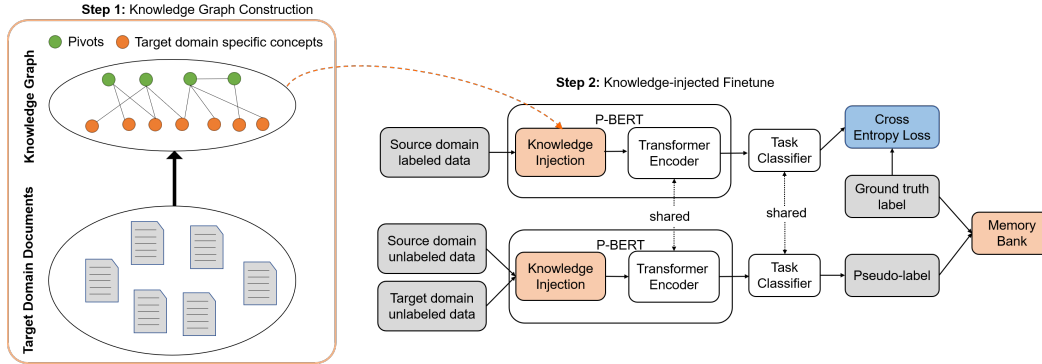 Step 1: Knowledge Graph Construction
Pivots
Target domain specific concepts
Knowledge Graph
Target Domain Documents
Step 2: Knowledge-injected Finetune
P-BERT
Source domain
labeled data
Knowledge
Injection
Transformer
Encoder
Task
Classifier
Cross
Entropy Loss
Ground truth
label
shared
shared
Memory
Bank
Source domain
unlabeled data
Target domain
unlabeled data
P-BERT
Knowledge
Injection
Transformer
Encoder
Task
Classifier
Pseudo-label